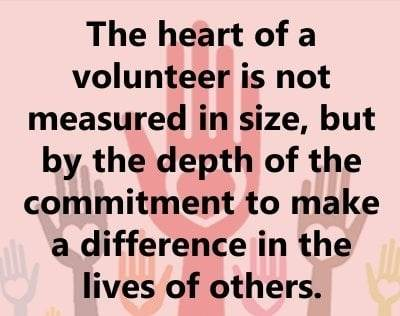 The heart of a
volunteer is not
measured in size, but
by the depth of the
commitment to make
a difference in the
lives of others.